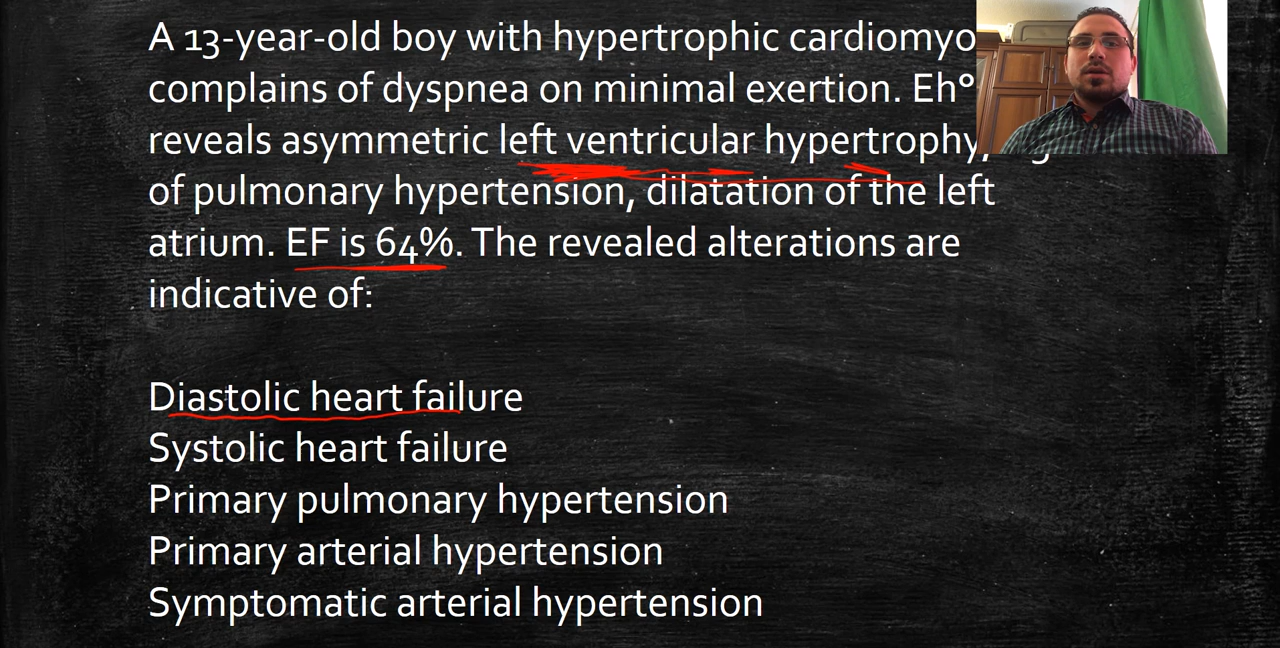 A 13-year-old boy with hypertrophic
complains of dyspnea on minimal exertion.
reveals asymmetric left ventricular hypertrophy,
of pulmonary hypertension, dilatation of the left
atrium. EF is 64%. The revealed alterations are
indicative of:
Diastolic heart failure
Systolic heart failure
Primary pulmonary hypertension
Primary arterial hypertension
Symptomatic arterial hypertension